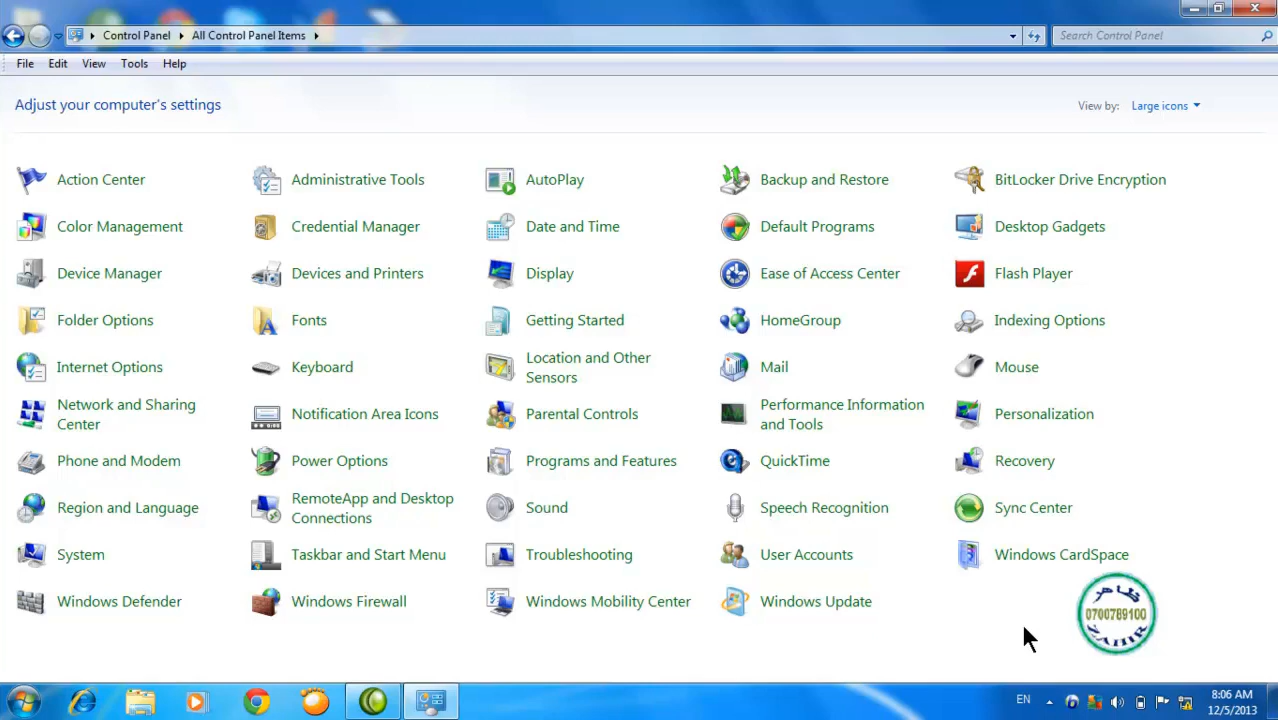 Control Panel All Control Panel Items Search Control Panel
File Edit View Tools Help
Adjust your computer's settings View by: Large icons
Action Center Administrative Tools AutoPlay Backup and Restore BitLocker Drive Encryption
Color Management Credential Manager Date and Time Default Programs Desktop Gadgets
Device Manager Devices and Printers Display Ease of Access Center Flash Player
Folder Options Fonts Getting Started HomeGroup Indexing Options
Internet Options Keyboard Location and Other Sensors Mail Mouse
Network and Sharing Center Notification Area Icons Parental Controls Performance Information and Tools Personalization
Phone and Modem Power Options Programs and Features QuickTime Recovery
Region and Language RemoteApp and Desktop Connections Sound Speech Recognition Sync Center
System Taskbar and Start Menu Troubleshooting User Accounts Windows CardSpace
Windows Defender Windows Firewall Windows Mobility Center Windows Update
ظاهر
0700789100
ZAHIR
EN 8:06 AM
12/5/2013